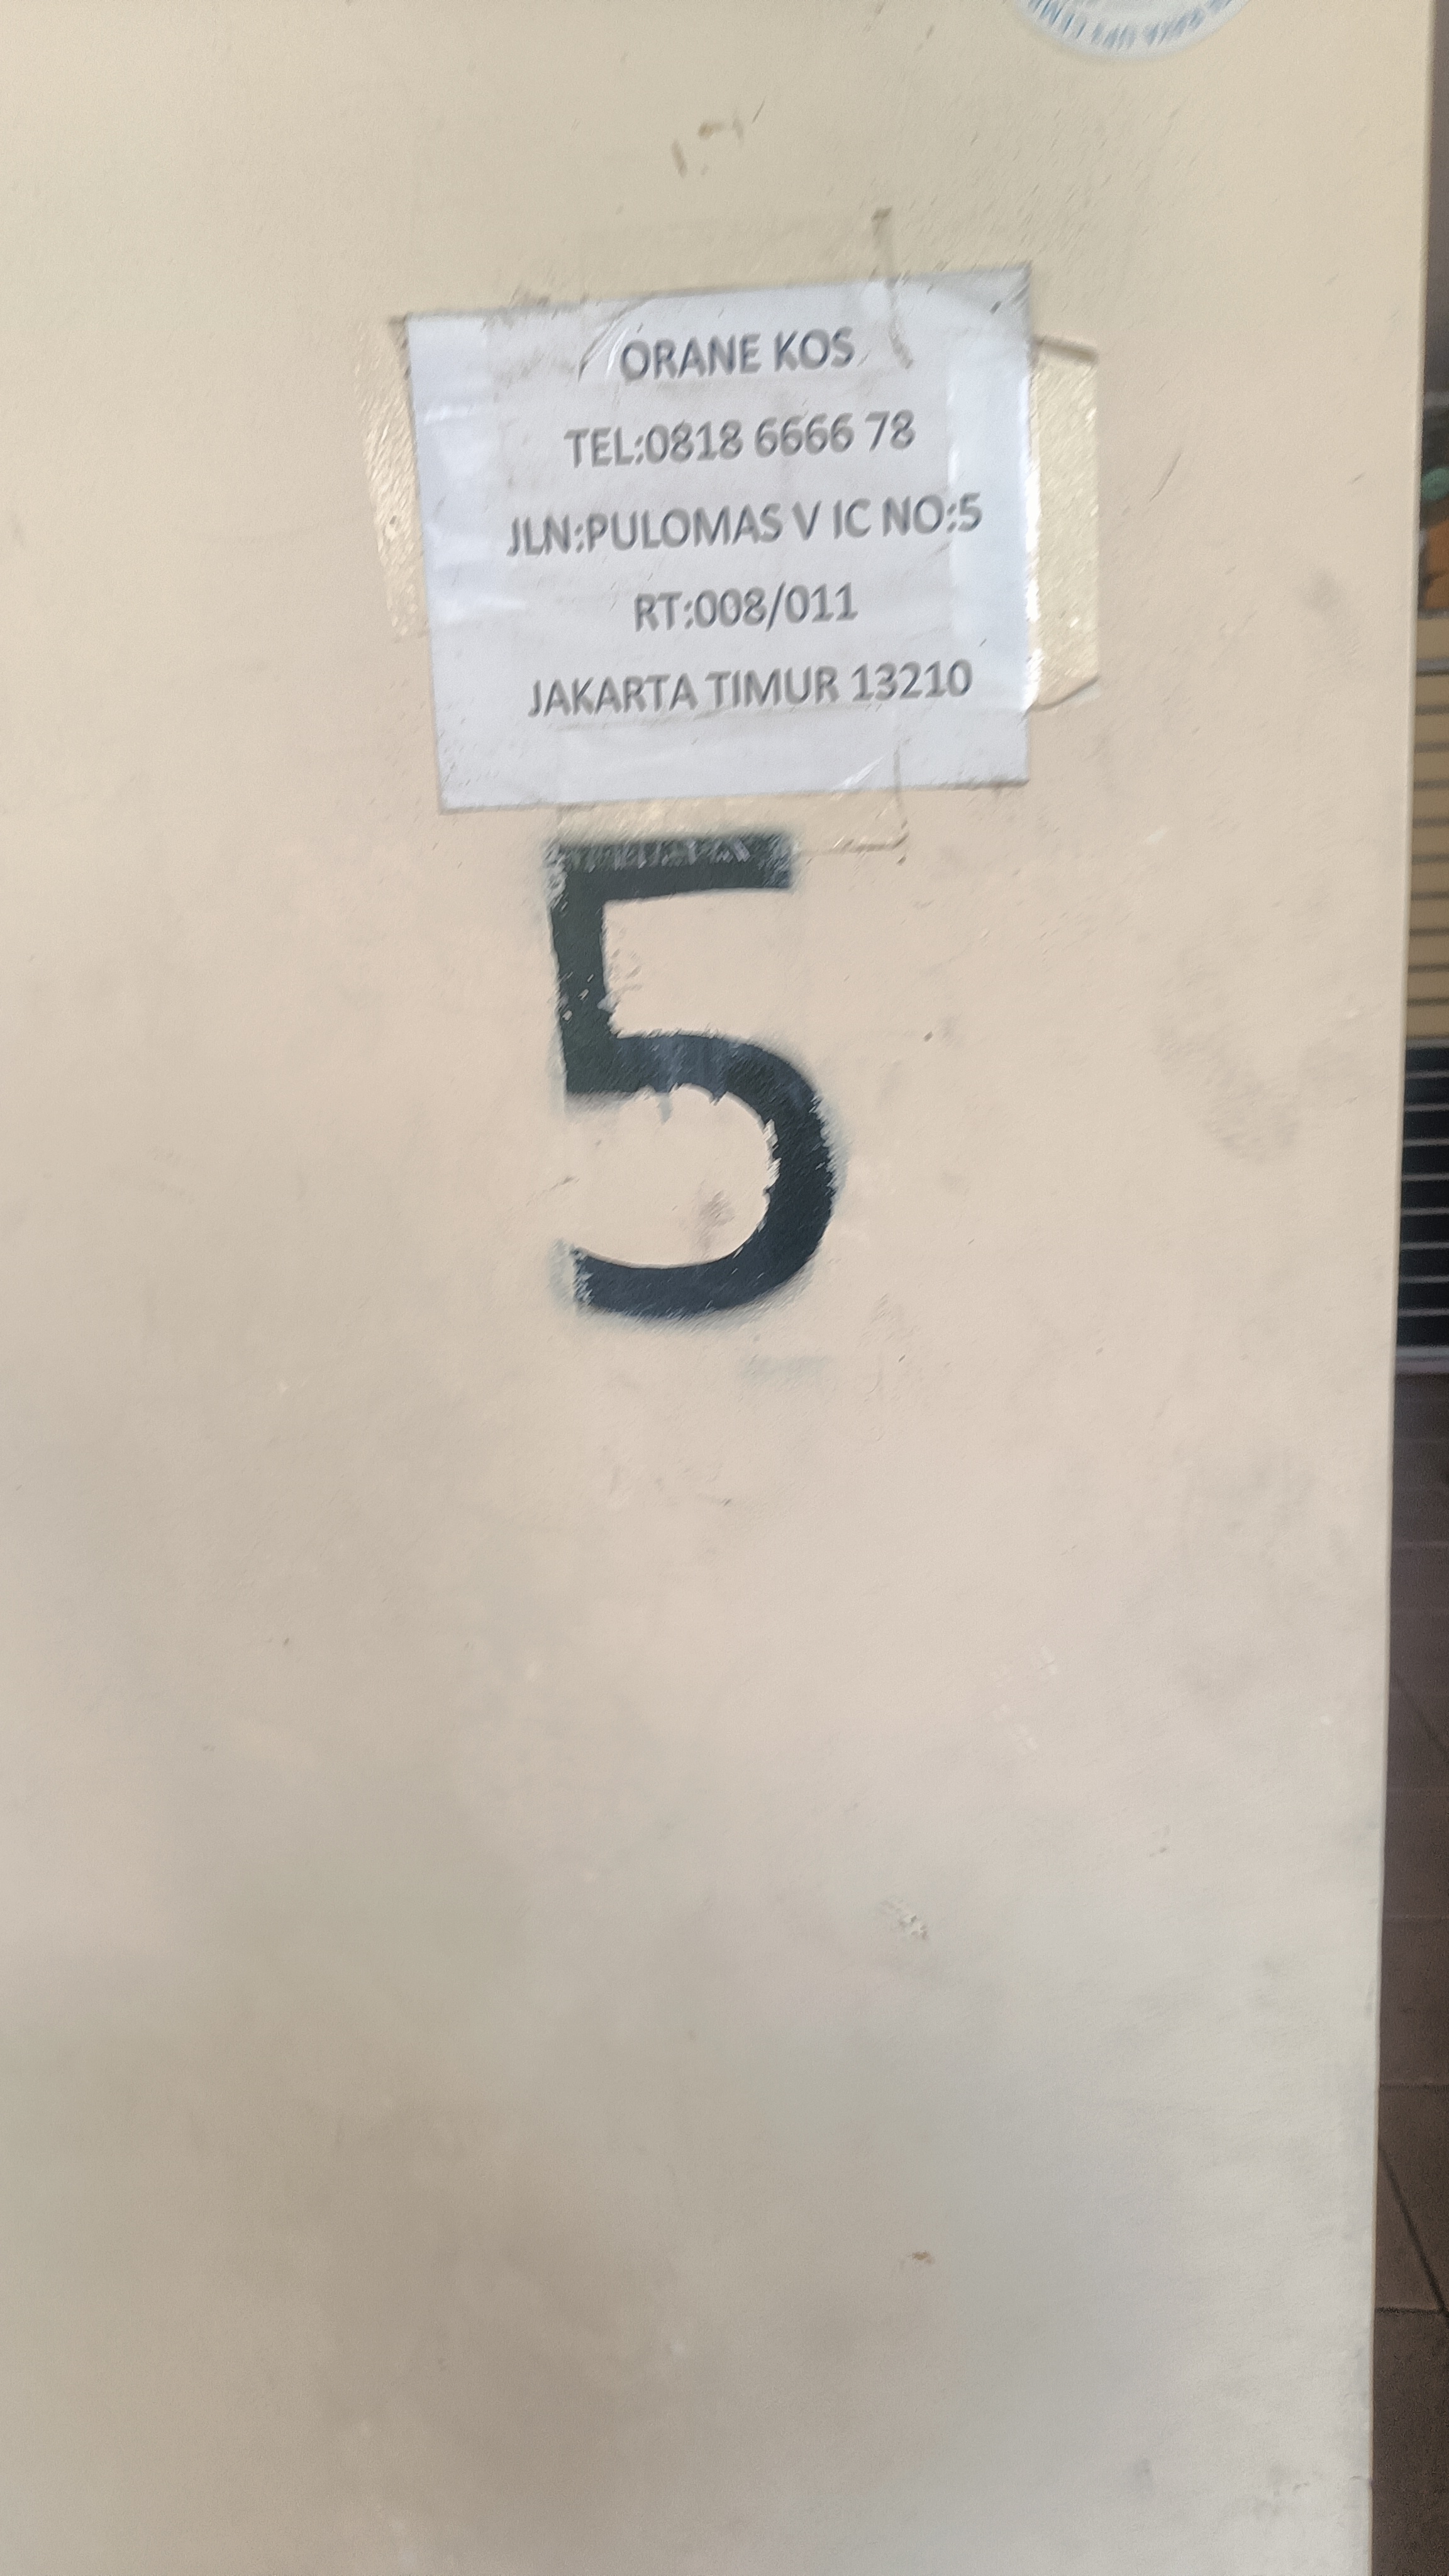 ORANE KOS
TEL:0818 6666 78
JLN:PULOMAS V IC NO:5
RT:008/011
JAKARTA TIMUR 13210
5